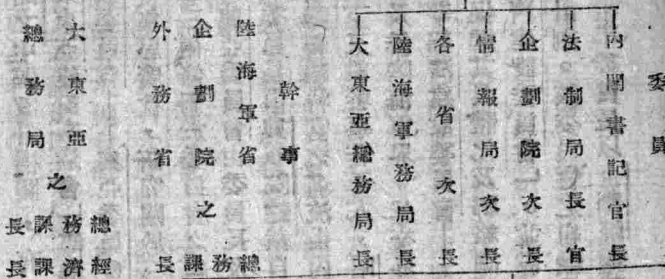 委員
內閣書記官長
法制局長官
企劃院次長
情報局次長
各省次長
陸海軍務局長
大東亞總務局長
幹事
陸海軍省
企劃院之
外務省
總務課長
大東亞
總務局之
總務課長
經濟課長